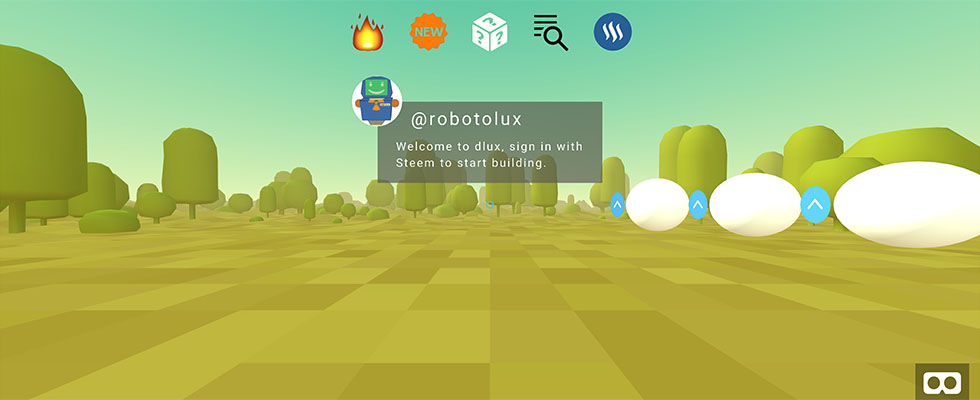 NEW
? ? ?
@robotolux
Welcome to dlux, sign in with
Steem to start building.